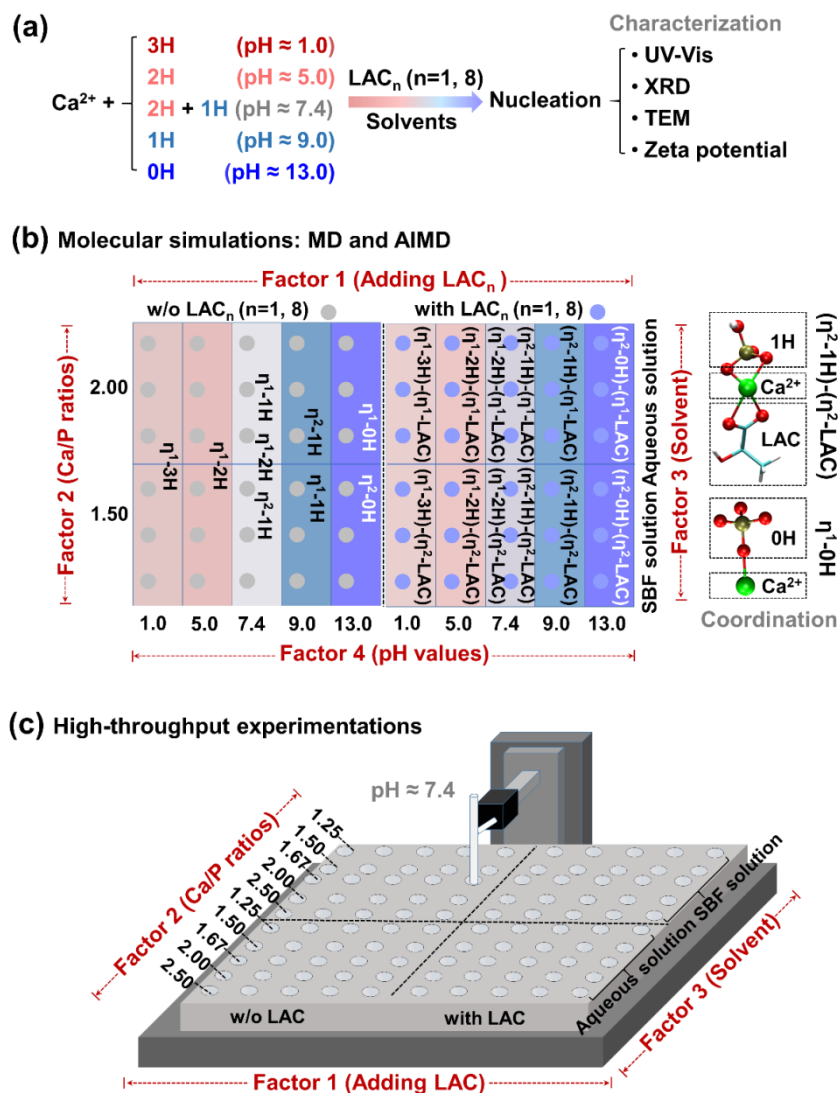 (a)
Characterization
3H (pH ≈ 1.0)
2H (pH ≈ 5.0)
Ca²⁺ + 2H + 1H (pH ≈ 7.4)
1H (pH ≈ 9.0)
0H (pH ≈ 13.0)
LACₙ (n=1, 8)
Solvents
Nucleation
• UV-Vis
• XRD
• TEM
• Zeta potential
(b) Molecular simulations: MD and AIMD
Factor 1 (Adding LACₙ)
w/o LACₙ (n=1, 8)
with LACₙ (n=1, 8)
Factor 2 (Ca/P ratios)
2.00
1.50
η¹-3H
η¹-2H
η¹-1H
η¹-2H
η²-1H
η²-1H
η¹-1H
η¹-0H
η²-0H
(η¹-3H)-(η¹-LAC)
(η¹-2H)-(η¹-LAC)
(η¹-2H)-(η¹-LAC)
(η²-1H)-(η¹-LAC)
(η²-1H)-(η¹-LAC)
(η²-0H)-(η¹-LAC)
(η¹-3H)-(η²-LAC)
(η¹-2H)-(η²-LAC)
(η¹-2H)-(η²-LAC)
(η²-1H)-(η²-LAC)
(η²-1H)-(η²-LAC)
(η²-0H)-(η²-LAC)
SBF solution Aqueous solution
Factor 3 (Solvent)
1.0 5.0 7.4 9.0 13.0 1.0 5.0 7.4 9.0 13.0
Factor 4 (pH values)
1H
Ca²⁺
LAC
(η²-1H)-(η²-LAC)
0H
Ca²⁺
η¹-0H
Coordination
(c) High-throughput experimentations
pH ≈ 7.4
Factor 2 (Ca/P ratios)
1.25
1.50
1.67
2.00
2.50
1.25
1.50
1.67
2.00
2.50
Aqueous solution SBF solution
Factor 3 (Solvent)
w/o LAC
with LAC
Factor 1 (Adding LAC)